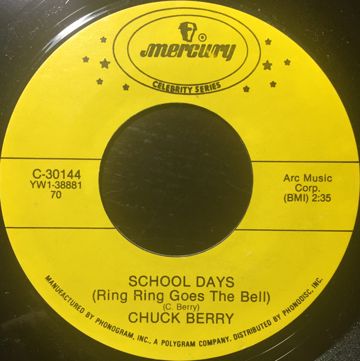 mercury
CELEBRITY SERIES
C-30144
YW1-38881
70
Arc Music
Corp.
(BMI) 2:35
SCHOOL DAYS
(Ring Ring Goes The Bell)
(C. Berry)
CHUCK BERRY
MANUFACTURED BY PHONOGRAM, INC., A POLYGRAM COMPANY. DISTRIBUTED BY PHONODISC, INC.